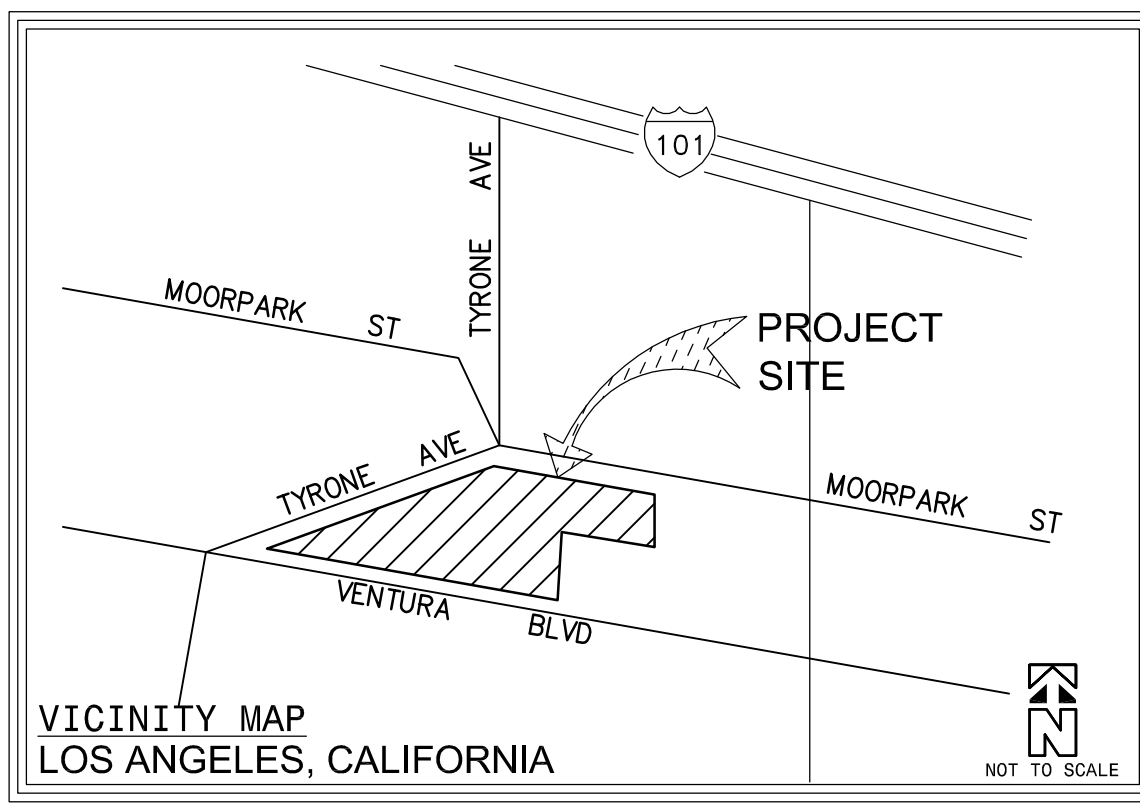 101
TYRONE AVE
MOORPARK ST
PROJECT
SITE
TYRONE AVE
MOORPARK ST
VENTURA BLVD
VICINITY MAP
LOS ANGELES, CALIFORNIA
N
NOT TO SCALE